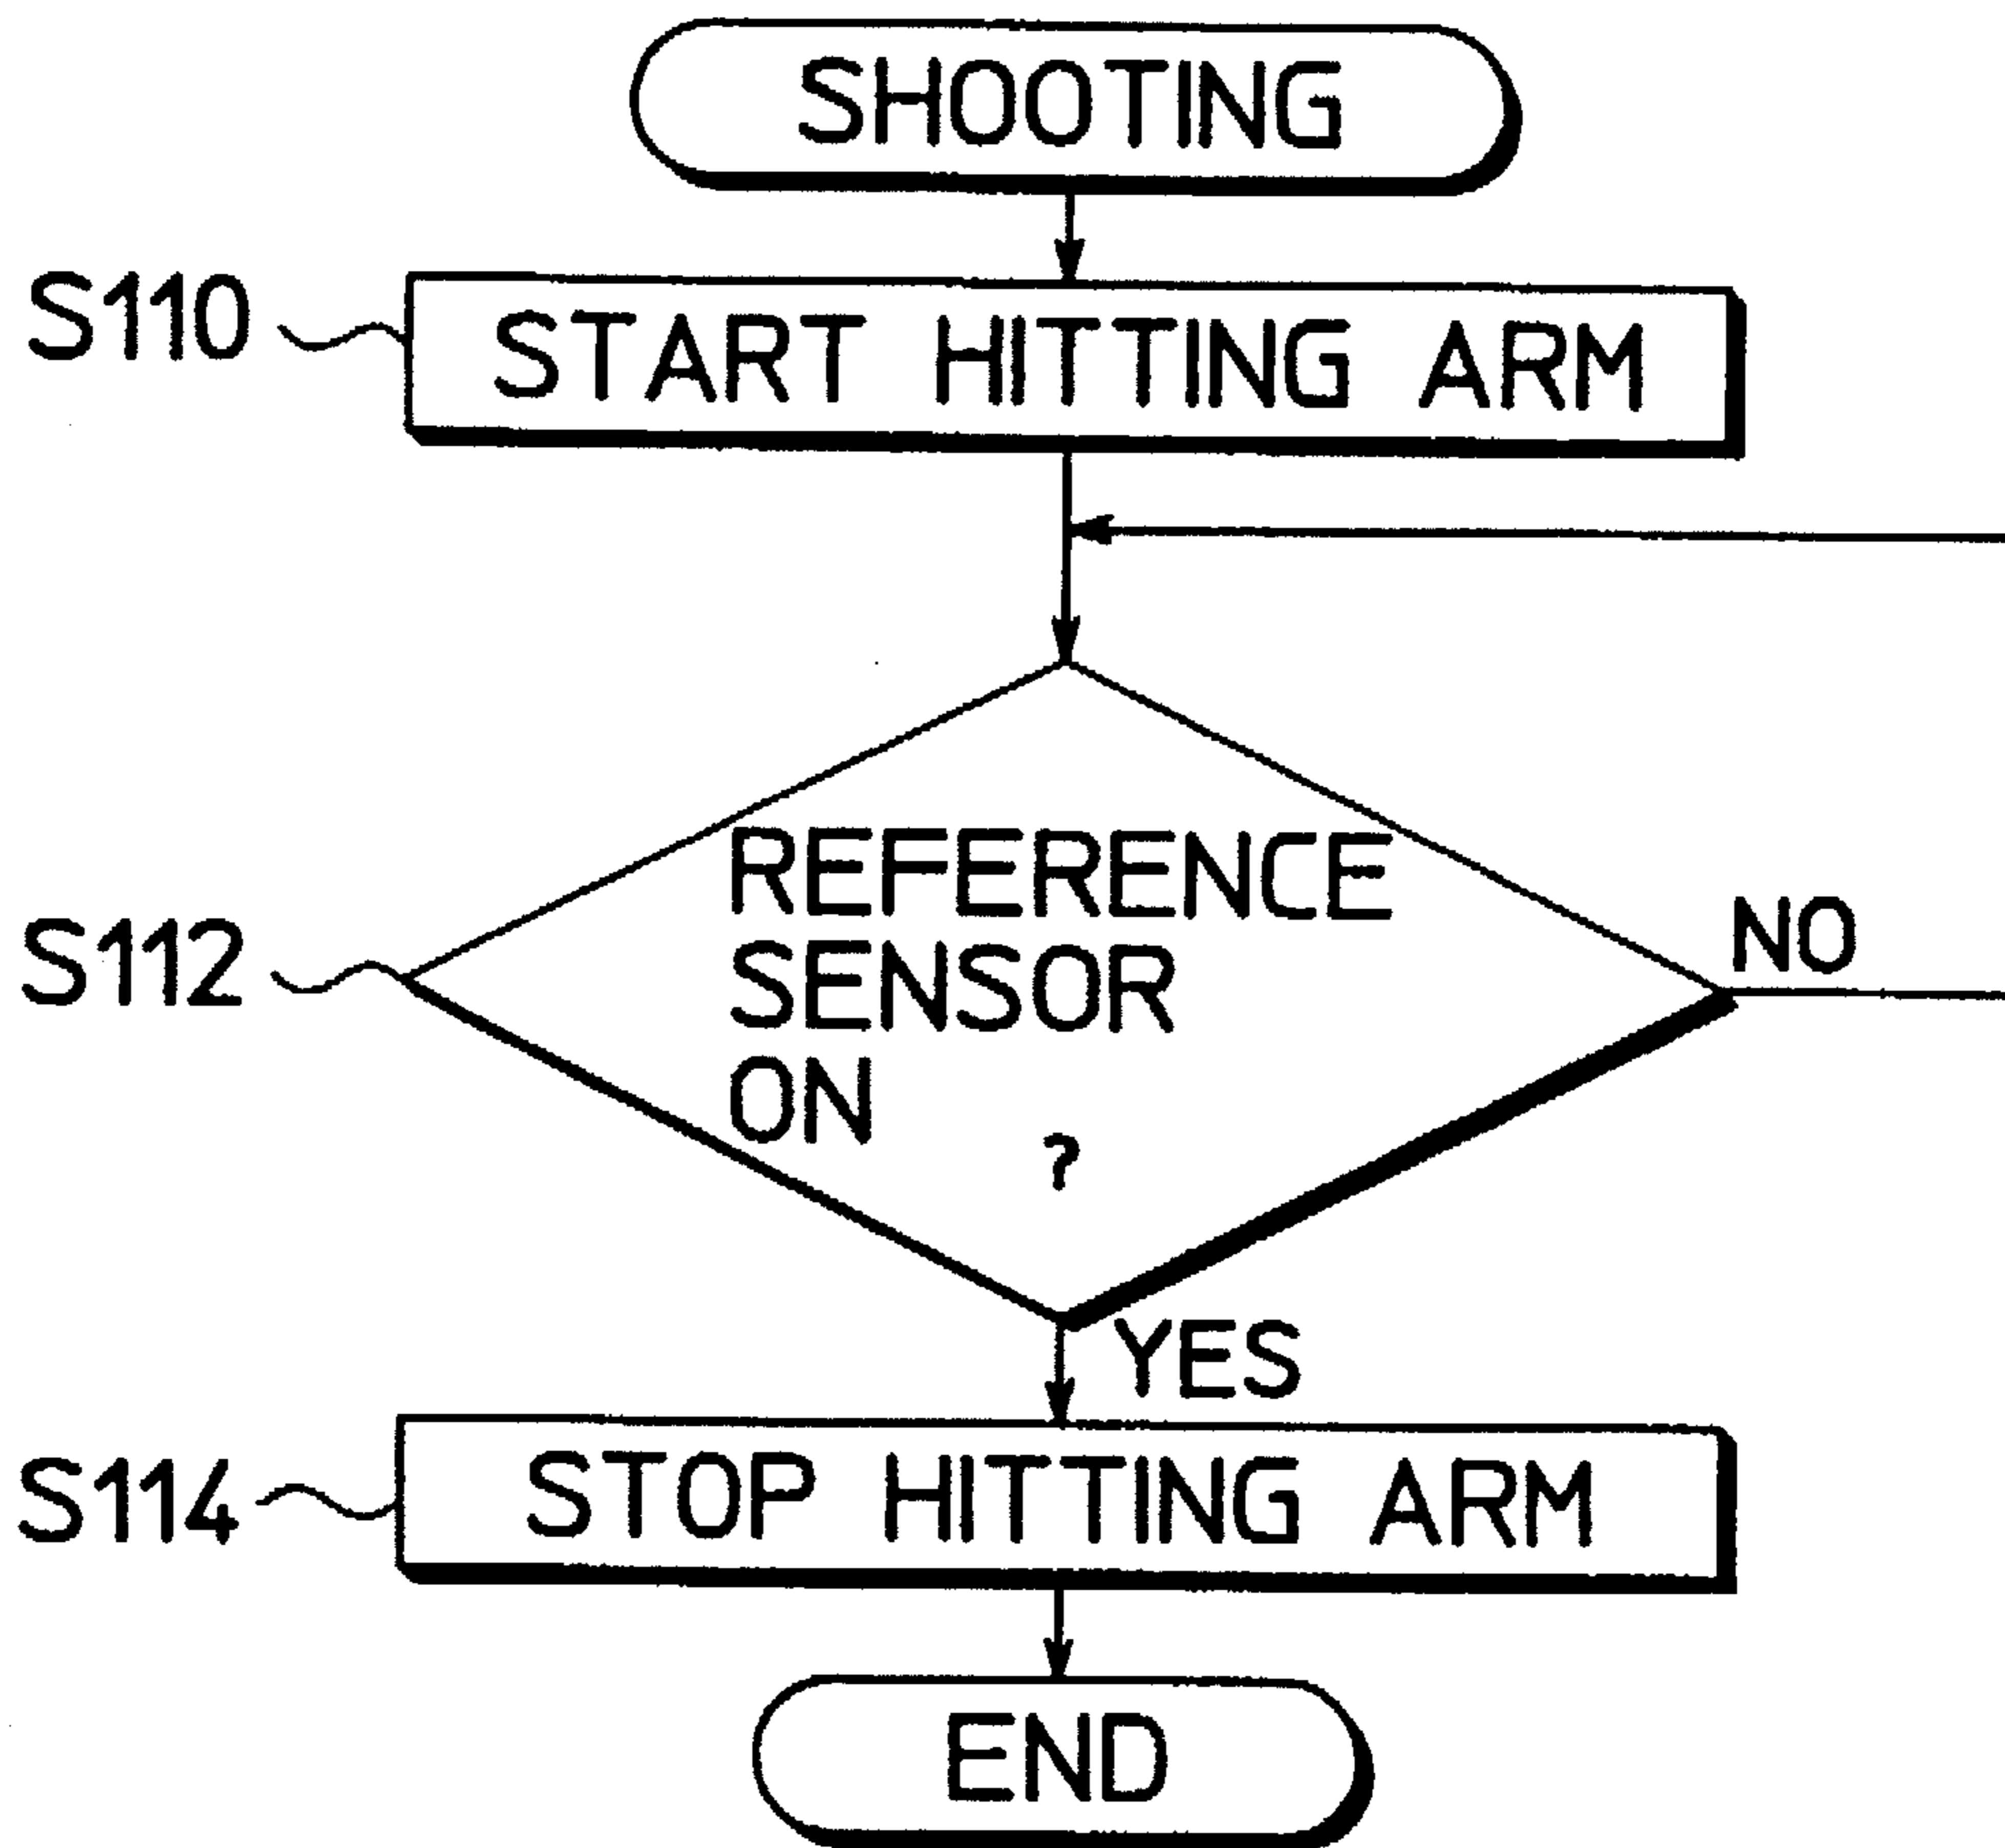 SHOOTING
S110
START HITTING ARM
REFERENCE
SENSOR
ON
?
S112
NO
YES
S114
STOP HITTING ARM
END